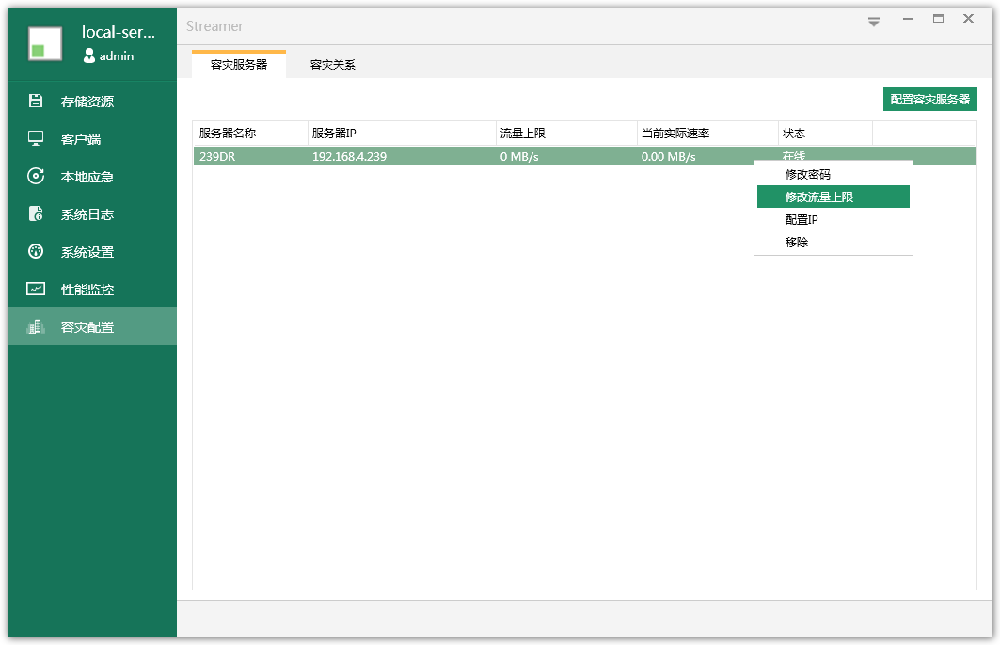 Streamer
local-ser...
admin
存储资源
客户端
本地应急
系统日志
系统设置
性能监控
容灾配置
容灾服务器 容灾关系
配置容灾服务器
服务器名称 服务器IP 流量上限 当前实际速率 状态
239DR 192.168.4.239 0 MB/s 0.00 MB/s 在线
修改密码
修改流量上限
配置IP
移除